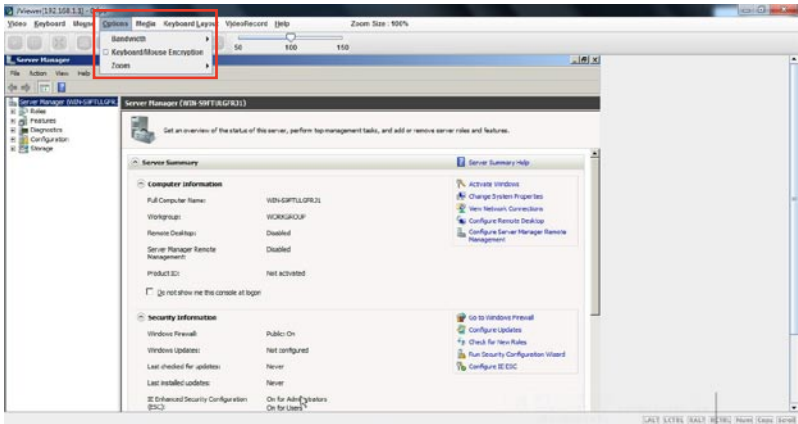 JViewer[192.168.1.1] - 0 fps
Video Keyboard Mouse Options Media Keyboard Layout VideoRecord Help Zoom Size : 100%
Bandwidth
Keyboard/Mouse Encryption
Zoom
50 100 150
Server Manager
File Action View Help
Server Manager (WIN-S9FTULGFRJ1)
Roles
Features
Diagnostics
Configuration
Storage
Server Manager (WIN-S9FTULGFRJ1)
Get an overview of the status of this server, perform top management tasks, and add or remove server roles and features.
Server Summary
Server Summary Help
Computer Information
Full Computer Name: WIN-S9FTULGFRJ1
Workgroup: WORKGROUP
Remote Desktop: Disabled
Server Manager Remote Management: Disabled
Product ID: Not activated
Do not show me this console at logon
Activate Windows
Change System Properties
View Network Connections
Configure Remote Desktop
Configure Server Manager Remote
Management
Security Information
Windows Firewall: Public: On
Windows Updates: Not configured
Last checked for updates: Never
Last installed updates: Never
IE Enhanced Security Configuration On for Administrators
(ESC): On for Users
Go to Windows Firewall
Configure Updates
Check for New Roles
Run Security Configuration Wizard
Configure IE ESC
LALT LCTRL RALT RCTRL Num Caps Scroll